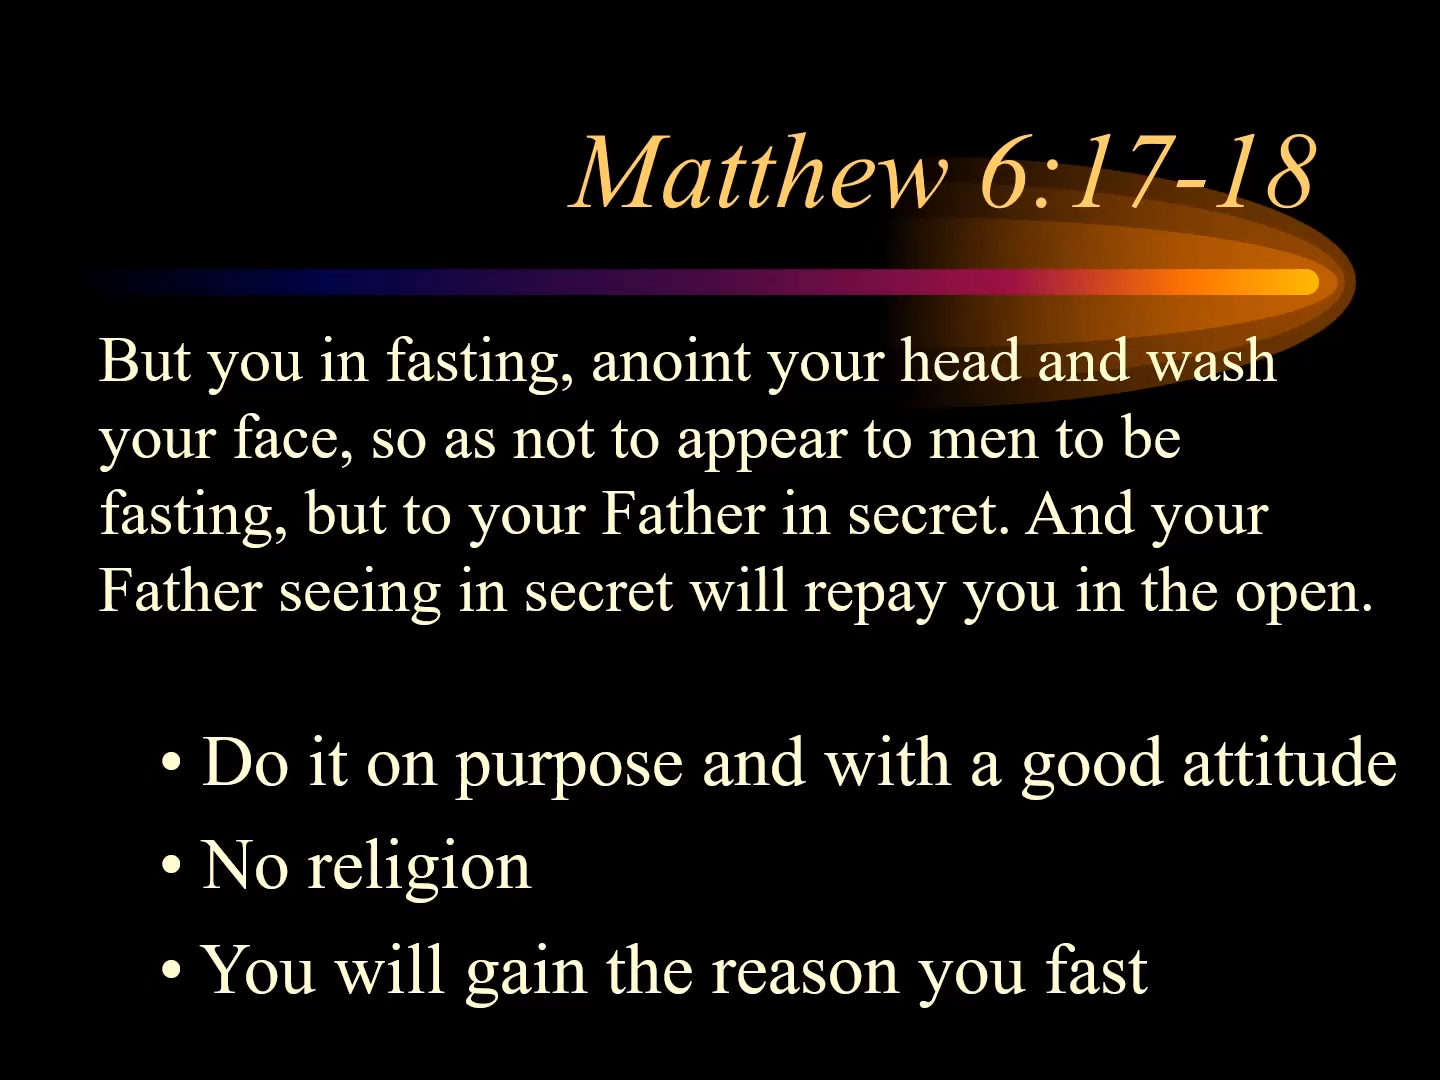 Matthew 6:17-18
But you in fasting, anoint your head and wash
your face, so as not to appear to men to be
fasting, but to your Father in secret. And your
Father seeing in secret will repay you in the open.
• Do it on purpose and with a good attitude
• No religion
• You will gain the reason you fast